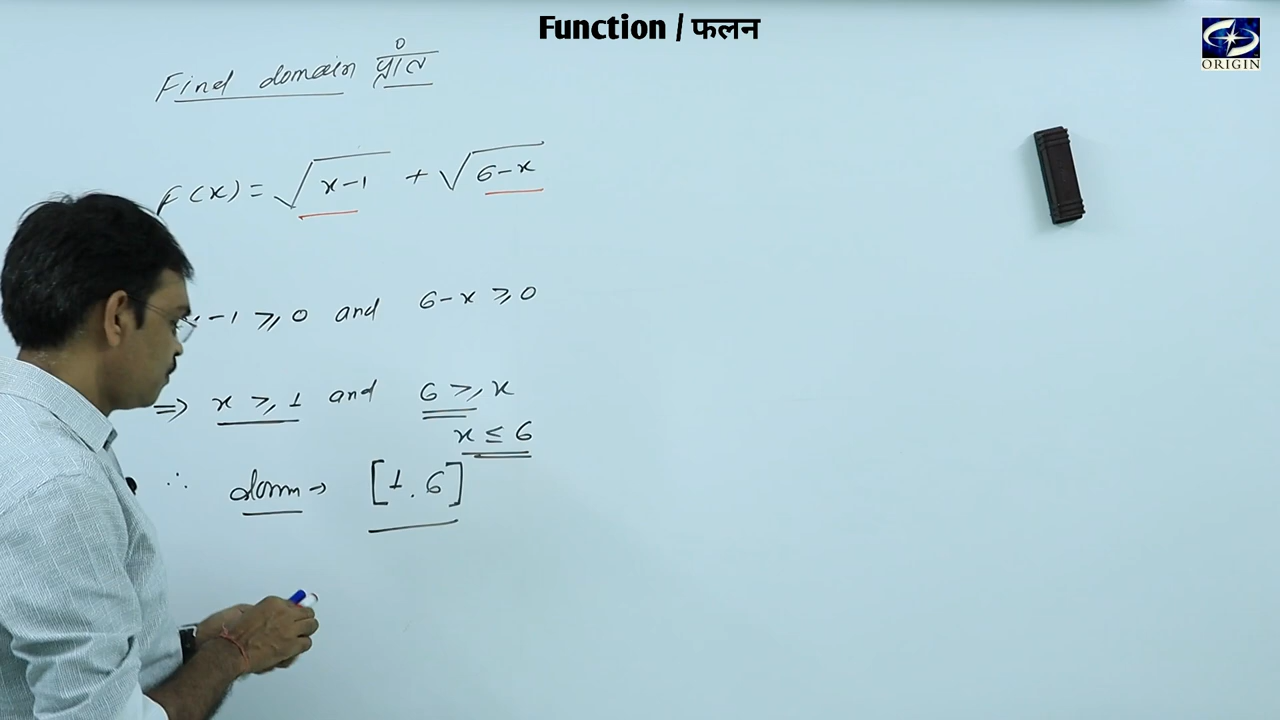 Function / फलन
ORIGIN
Find domain प्रांत
f(x) = √x-1 + √6-x
-1 ≥ 0 and 6-x ≥ 0
⇒ x ≥ 1 and 6 ≥ x
x ≤ 6
∴ dom → [1, 6]